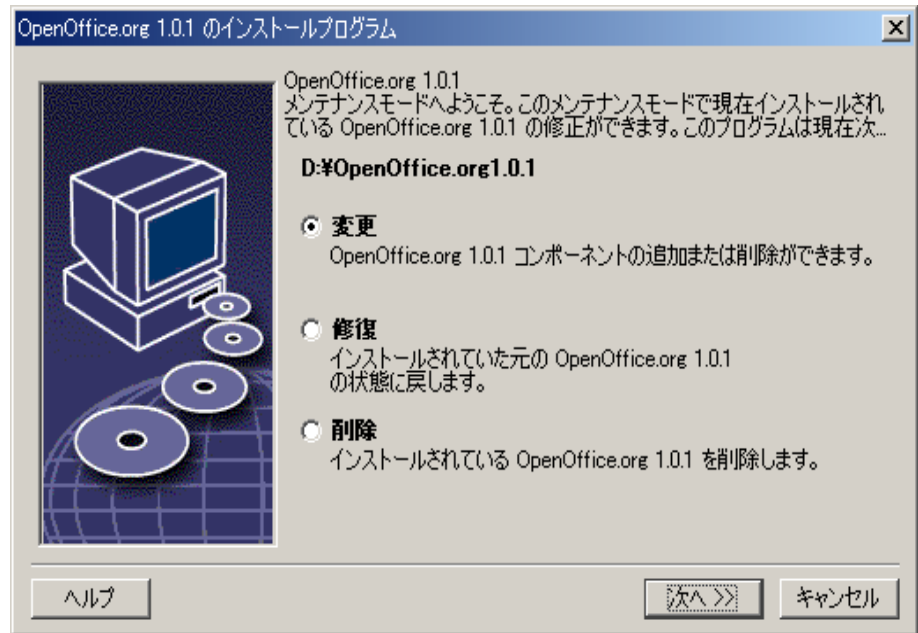 OpenOffice.org 1.0.1 のインストールプログラム
OpenOffice.org 1.0.1
メンテナンスモードへようこそ。このメンテナンスモードで現在インストールされ
ている OpenOffice.org 1.0.1 の修正ができます。このプログラムは現在次...
D:¥OpenOffice.org1.0.1
変更
OpenOffice.org 1.0.1 コンポーネントの追加または削除ができます。
修復
インストールされていた元の OpenOffice.org 1.0.1
の状態に戻します。
削除
インストールされている OpenOffice.org 1.0.1 を削除します。
ヘルプ
次へ >>
キャンセル